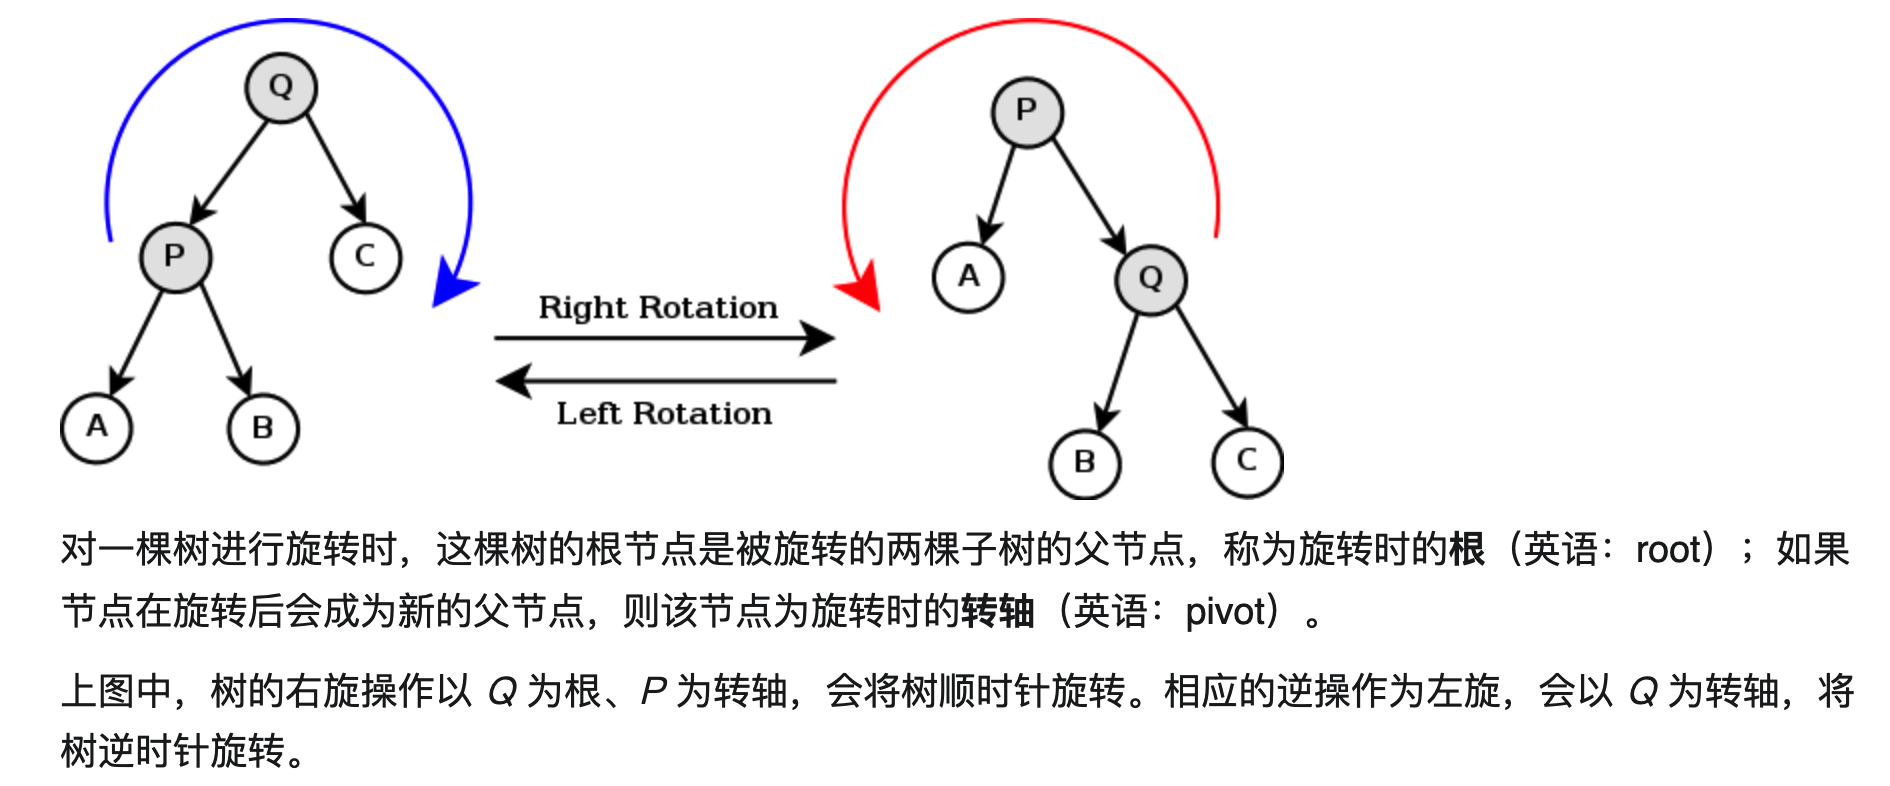 Q
P
C
A
B
Right Rotation
Left Rotation
P
A
Q
B
C
对一棵树进行旋转时，这棵树的根节点是被旋转的两棵子树的父节点，称为旋转时的根（英语：root）；如果
节点在旋转后会成为新的父节点，则该节点为旋转时的转轴（英语：pivot）。
上图中，树的右旋操作以 Q 为根、P 为转轴，会将树顺时针旋转。相应的逆操作为左旋，会以 Q 为转轴，将
树逆时针旋转。